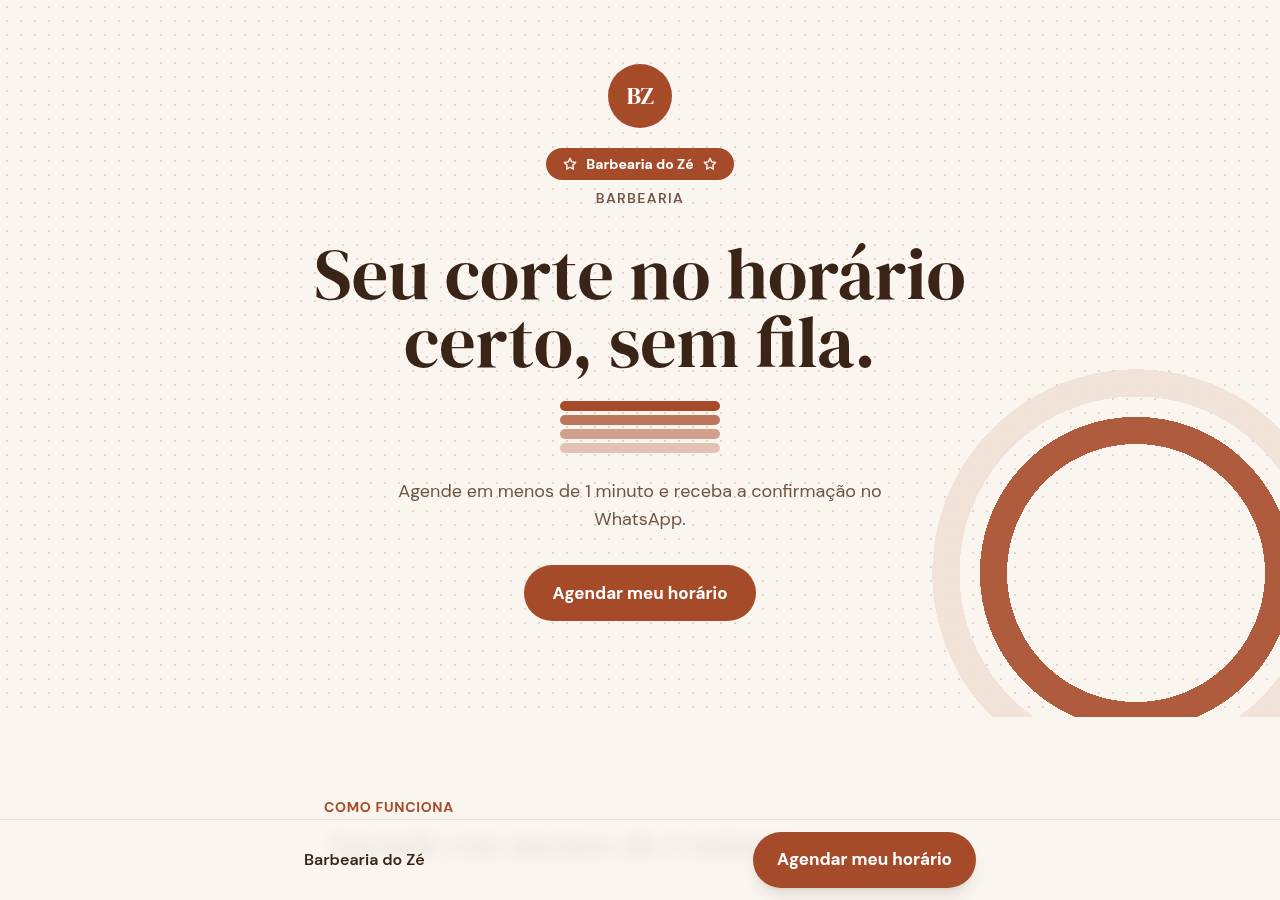 BZ
Barbearia do Zé
BARBEARIA
Seu corte no horário
certo, sem fila.
Agende em menos de 1 minuto e receba a confirmação no
WhatsApp.
Agendar meu horário
COMO FUNCIONA
Barbearia do Zé
Agendar meu horário